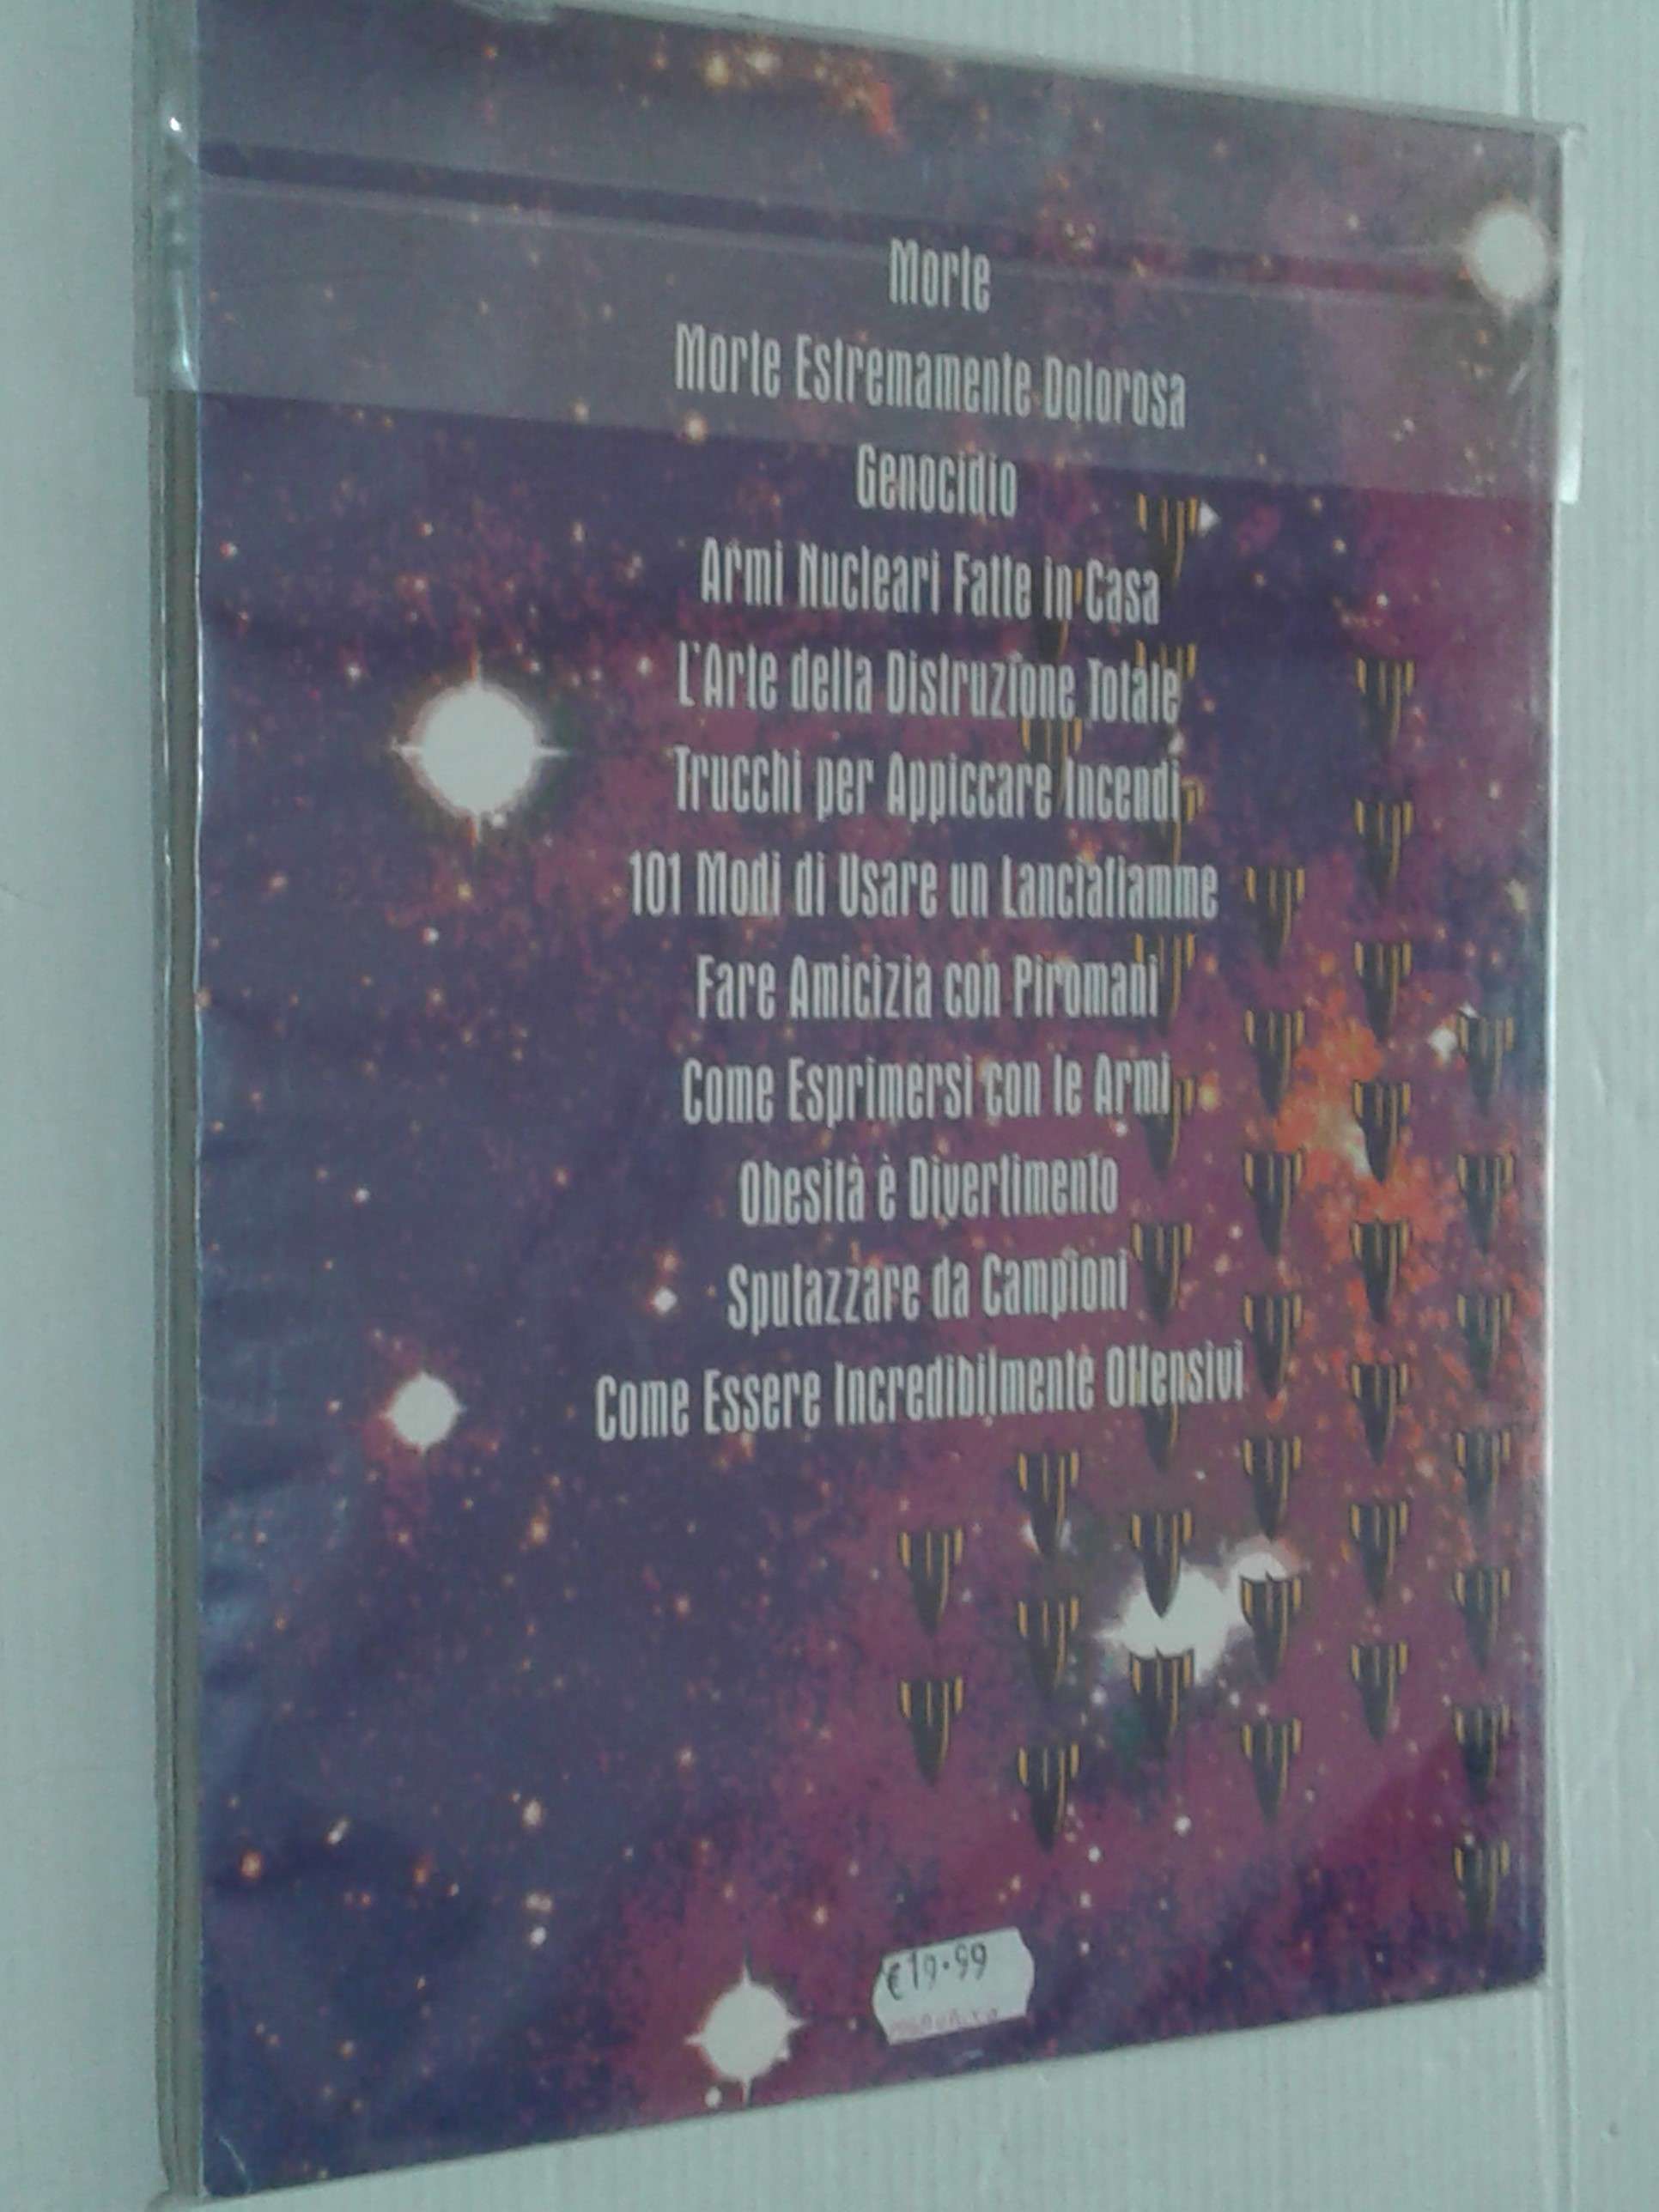 Morte
Morte Estremamente Dolorosa
Genocidio
Armi Nucleari Fatte in Casa
L'Arte della Distruzione Totale
Trucchi per Appiccare Incendi
101 Modi di Usare un Lanciafiamme
Fare Amicizia con Piromani
Come Esprimersi con le Armi
Obesità è Divertimento
Sputazzare da Campioni
Come Essere Incredibilmente Offensivi
€19.99